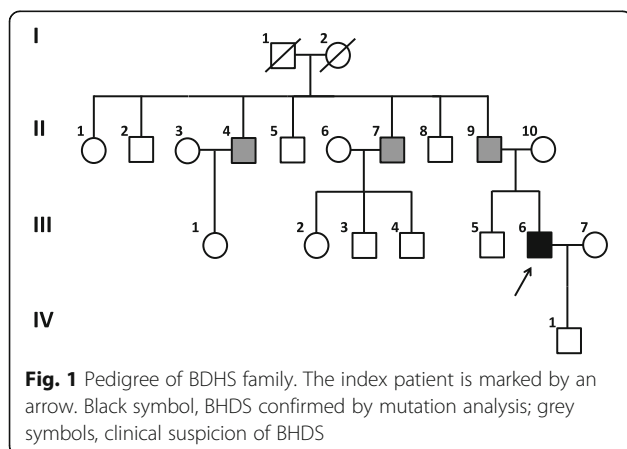 I
1 2
II
1 2 3 4 5 6 7 8 9 10
III
1 2 3 4 5 6 7
IV
1
Fig. 1 Pedigree of BDHS family. The index patient is marked by an
arrow. Black symbol, BHDS confirmed by mutation analysis; grey
symbols, clinical suspicion of BHDS